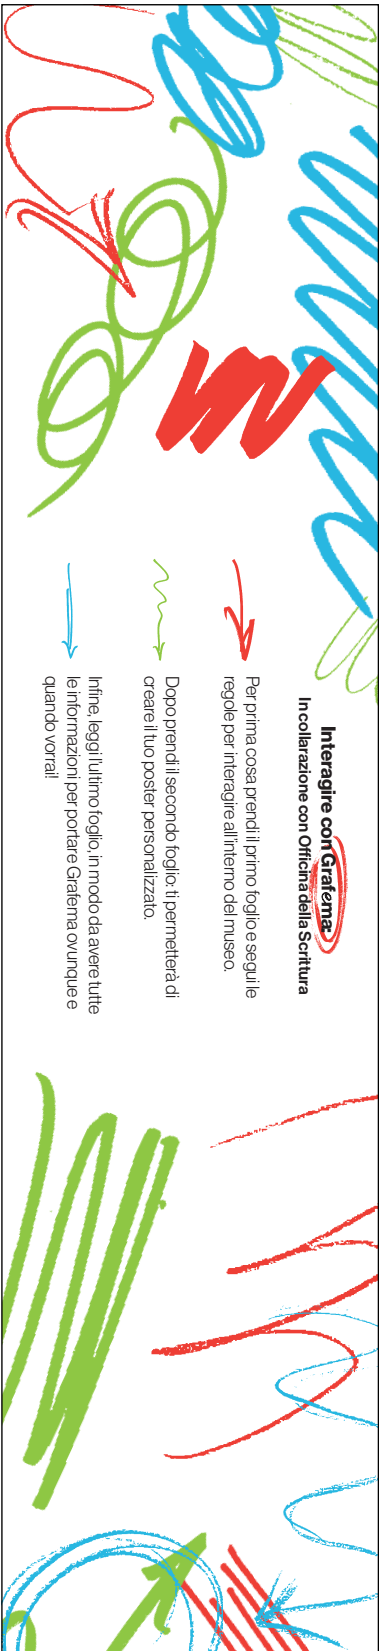 Interagire con Grafema:
In collarazione con Officina della Scrittura
Per prima cosa prendi il primo foglio e segui le
regole per interagire all'interno del museo.
Dopo prendi il secondo foglio: ti permetterà di
creare il tuo poster personalizzato.
Infine, leggi l'ultimo foglio, in modo da avere tutte
le informazioni per portare Grafema ovunque e
quando vorrai!